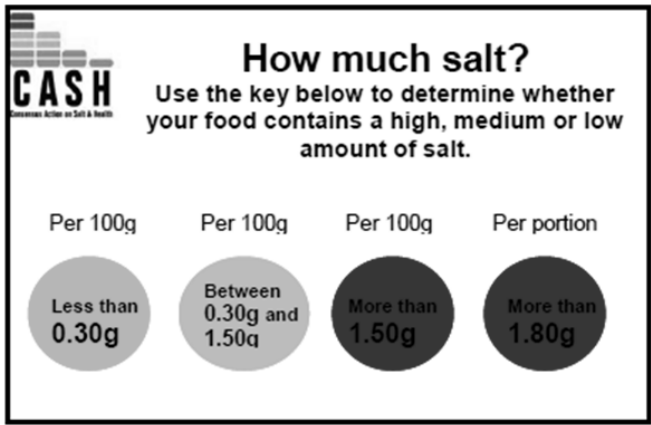 CASH
Consensus Action on Salt & Health
How much salt?
Use the key below to determine whether
your food contains a high, medium or low
amount of salt.
Per 100g
Per 100g
Per 100g
Per portion
Less than
0.30g
Between
0.30g and
1.50g
More than
1.50g
More than
1.80g